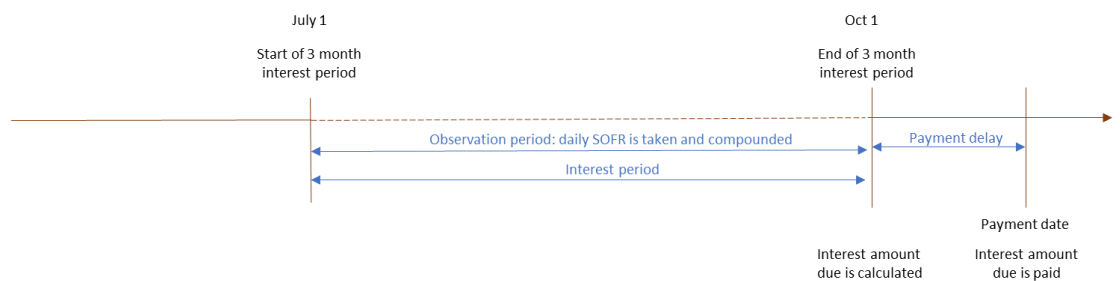 July 1
Oct 1
Start of 3 month
interest period
End of 3 month
interest period
Observation period: daily SOFR is taken and compounded
Payment delay
Interest period
Payment date
Interest amount
due is calculated
Interest amount
due is paid